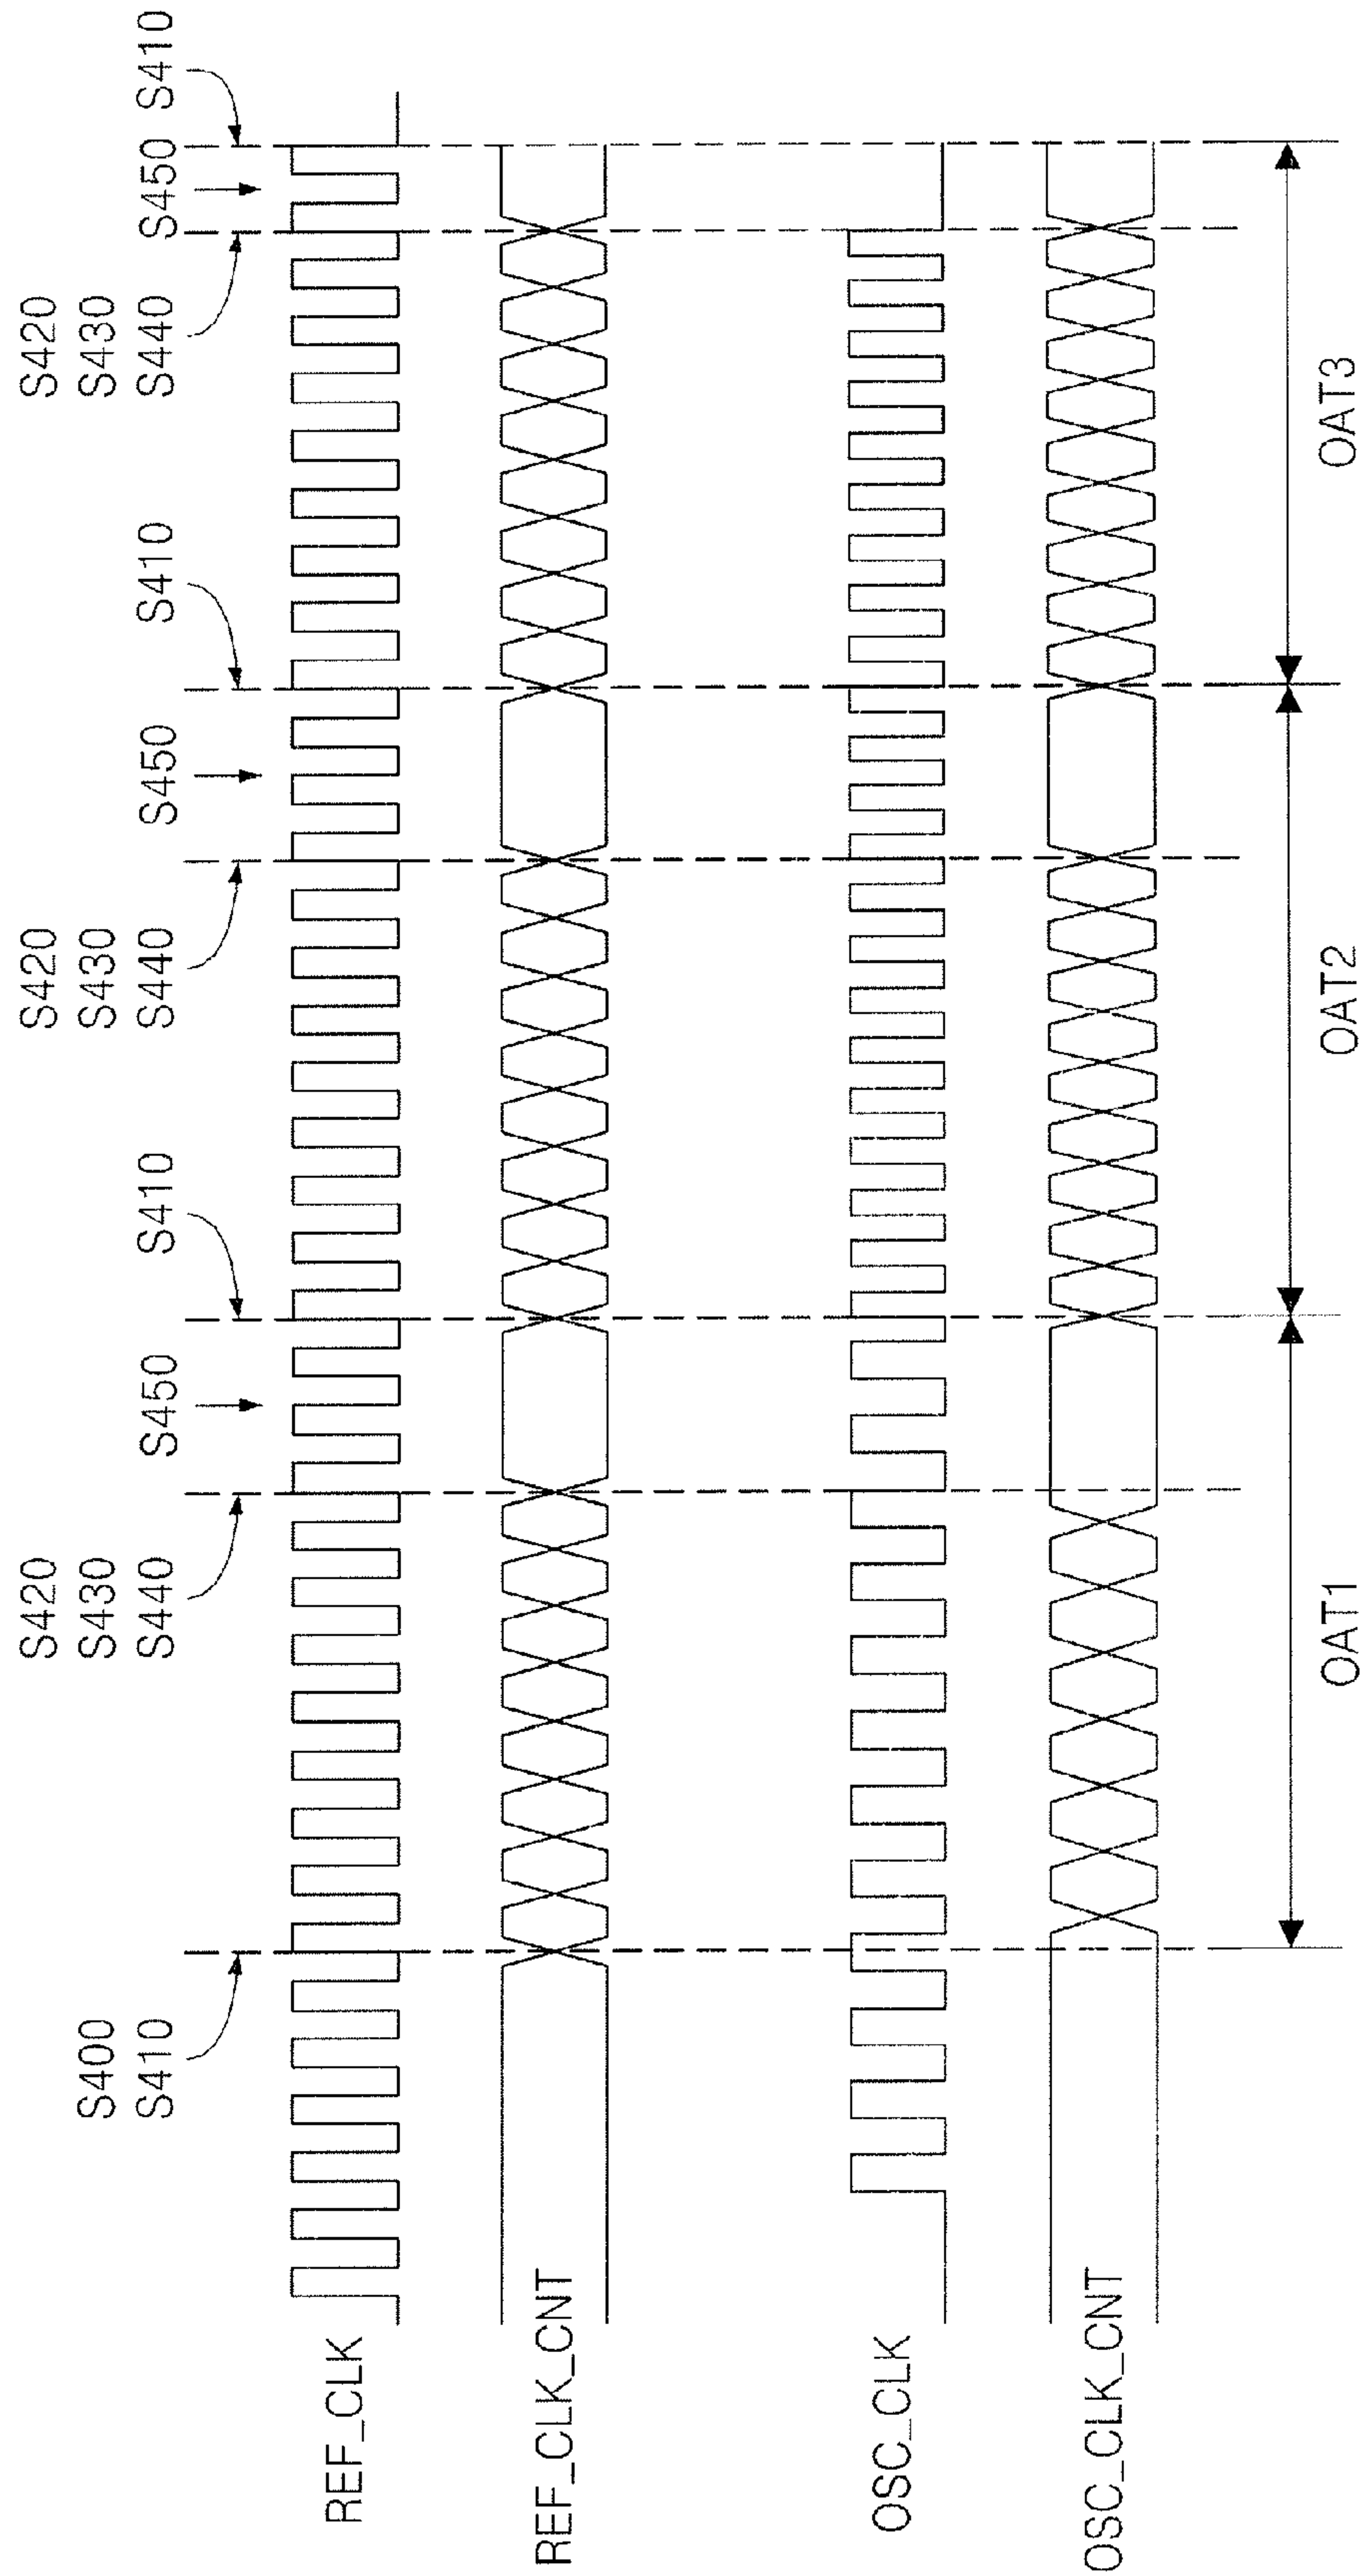 S400
S410
S420
S430
S440
S450
S410
S420
S430
S440
S450
S410
S420
S430
S440
S450
S410
REF_CLK
REF_CLK_CNT
OSC_CLK
OSC_CLK_CNT
OAT1
OAT2
OAT3